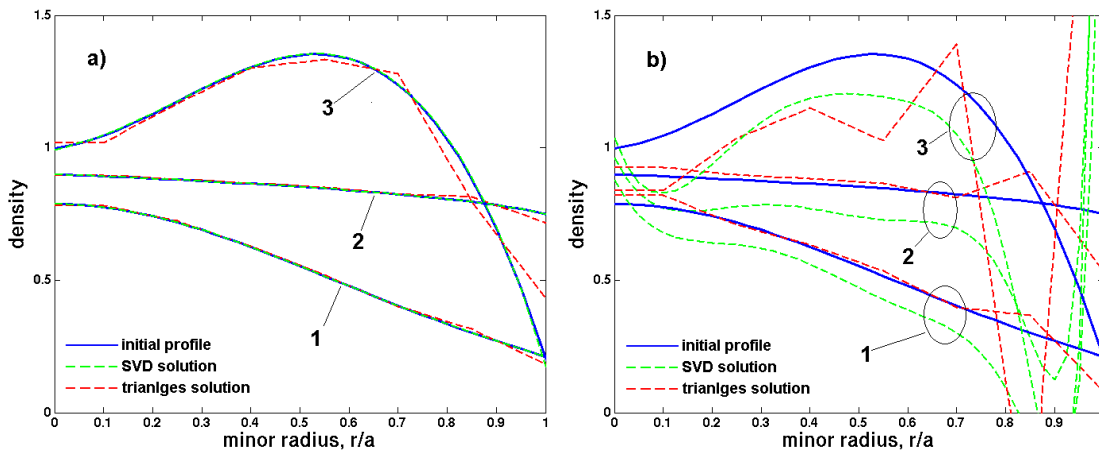 a)
1.5
1
0.5
0
density
3
2
1
initial profile
SVD solution
trianlges solution
0 0.1 0.2 0.3 0.4 0.5 0.6 0.7 0.8 0.9 1
minor radius, r/a
b)
1.5
1
0.5
0
density
3
2
1
initial profile
SVD solution
trianlges solution
0 0.1 0.2 0.3 0.4 0.5 0.6 0.7 0.8 0.9
minor radius, r/a